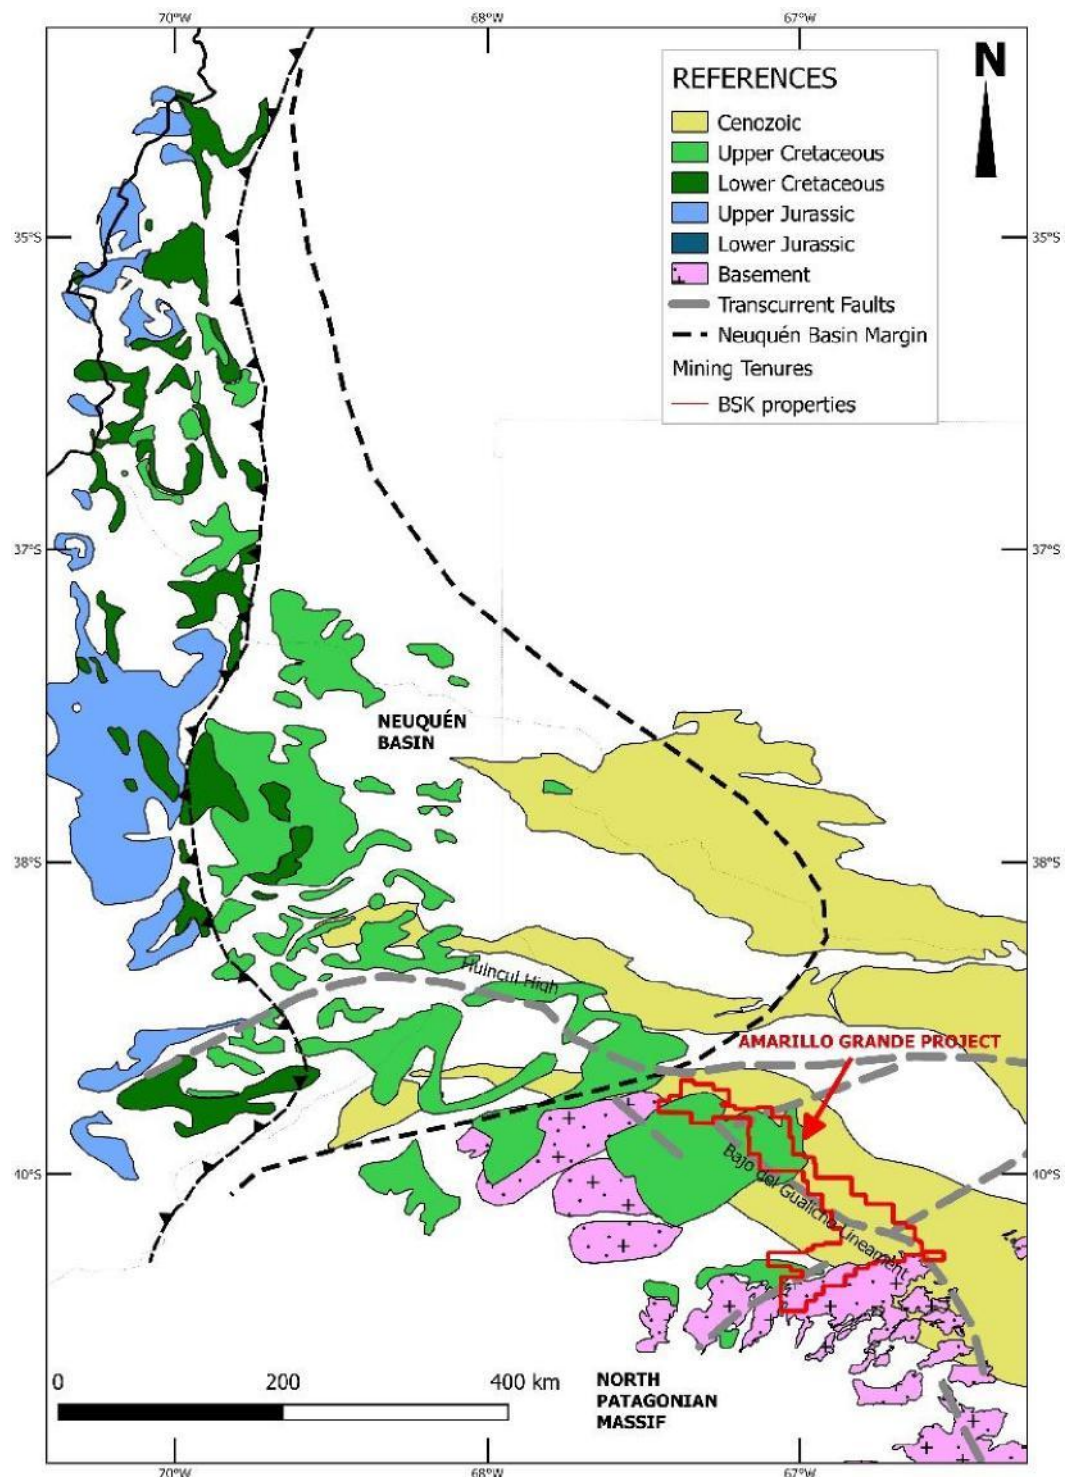 70°W
68°W
67°W
N
REFERENCES
Cenozoic
Upper Cretaceous
Lower Cretaceous
Upper Jurassic
Lower Jurassic
Basement
Transcurrent Faults
Neuquén Basin Margin
Mining Tenures
BSK properties
35°S
35°S
37°S
37°S
NEUQUÉN
BASIN
38°S
38°S
Huincul High
AMARILLO GRANDE PROJECT
40°S
40°S
Bajo del Gualicho Lineament
0
200
400 km
NORTH
PATAGONIAN
MASSIF
70°W
68°W
67°W